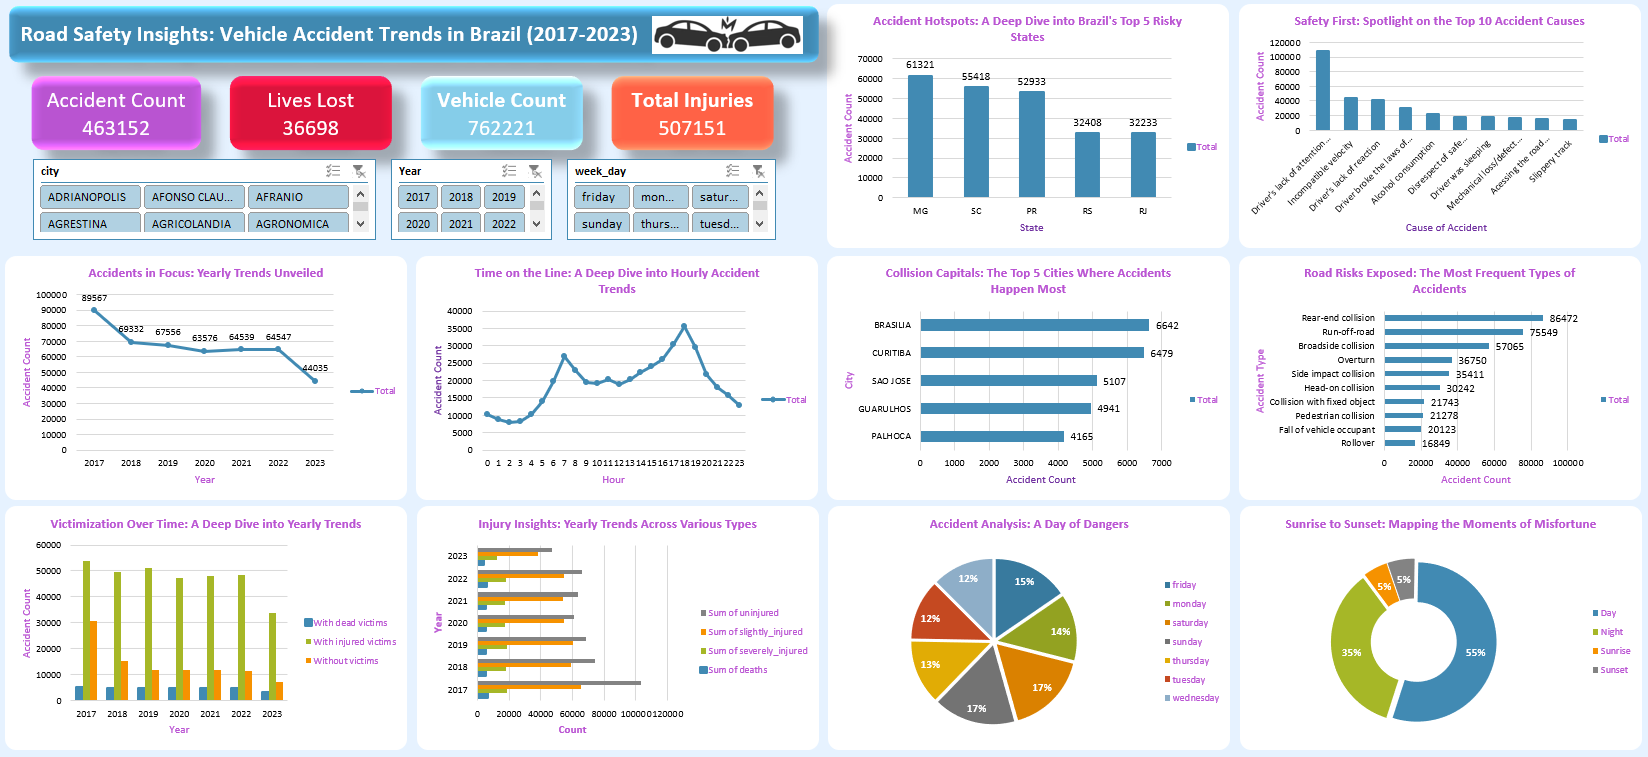 Road Safety Insights: Vehicle Accident Trends in Brazil (2017-2023)
Accident Count
463152
Lives Lost
36698
Vehicle Count
762221
Total Injuries
507151
city
ADRIANOPOLIS
AFONSO CLAU...
AFRANIO
AGRESTINA
AGRICOLANDIA
AGRONOMICA
Year
2017
2018
2019
2020
2021
2022
week_day
friday
mon...
satur...
sunday
thurs...
tuesd...
Accident Hotspots: A Deep Dive into Brazil's Top 5 Risky
States
Accident Count
70000
60000
50000
40000
30000
20000
10000
0
61321
55418
52933
32408
32233
MG
SC
PR
RS
RJ
State
Total
Safety First: Spotlight on the Top 10 Accident Causes
Accident Count
120000
100000
80000
60000
40000
20000
0
Driver's lack of attention...
Incompatible velocity
Driver's lack of reaction
Driver broke the laws of...
Alcohol consumption
Disrespect of safe...
Driver was sleeping
Mechanical loss/defect...
Acessing the road...
Slippery track
Cause of Accident
Total
Accidents in Focus: Yearly Trends Unveiled
Accident Count
100000
90000
80000
70000
60000
50000
40000
30000
20000
10000
0
89567
69332
67556
63576
64539
64547
44035
2017
2018
2019
2020
2021
2022
2023
Year
Total
Time on the Line: A Deep Dive into Hourly Accident
Trends
Accident Count
40000
35000
30000
25000
20000
15000
10000
5000
0
0 1 2 3 4 5 6 7 8 9 10 11 12 13 14 15 16 17 18 19 20 21 22 23
Hour
Total
Collision Capitals: The Top 5 Cities Where Accidents
Happen Most
City
BRASILIA
6642
CURITIBA
6479
SAO JOSE
5107
GUARULHOS
4941
PALHOCA
4165
0
1000
2000
3000
4000
5000
6000
7000
Accident Count
Total
Road Risks Exposed: The Most Frequent Types of
Accidents
Accident Type
Rear-end collision
86472
Run-off-road
75549
Broadside collision
57065
Overturn
36750
Side impact collision
35411
Head-on collision
30242
Collision with fixed object
21743
Pedestrian collision
21278
Fall of vehicle occupant
20123
Rollover
16849
0
20000
40000
60000
80000
100000
Accident Count
Total
Victimization Over Time: A Deep Dive into Yearly Trends
Accident Count
60000
50000
40000
30000
20000
10000
0
2017
2018
2019
2020
2021
2022
2023
Year
With dead victims
With injured victims
Without victims
Injury Insights: Yearly Trends Across Various Types
Year
2023
2022
2021
2020
2019
2018
2017
0
20000
40000
60000
80000
100000
120000
Count
Sum of uninjured
Sum of slightly_injured
Sum of severely_injured
Sum of deaths
Accident Analysis: A Day of Dangers
15%
14%
17%
17%
13%
12%
12%
friday
monday
saturday
sunday
thursday
tuesday
wednesday
Sunrise to Sunset: Mapping the Moments of Misfortune
55%
35%
5%
5%
Day
Night
Sunrise
Sunset